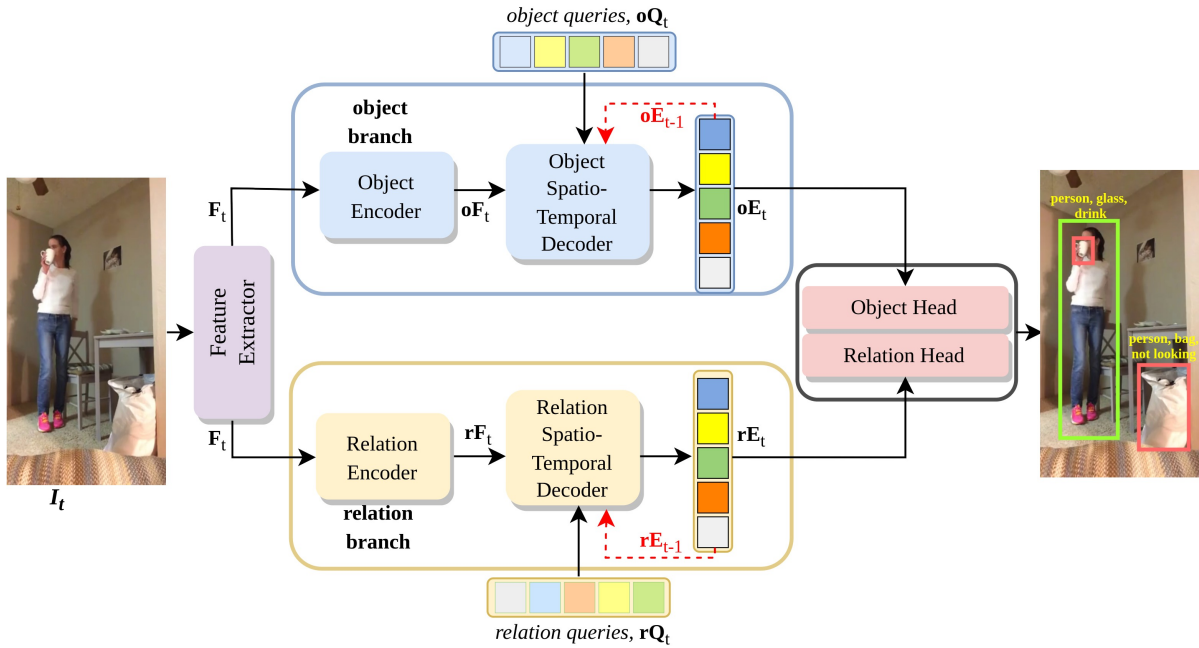 object queries, oQt
object
branch
oEt-1
Object
Encoder
Object
Spatio-
Temporal
Decoder
Ft
oFt
oEt
person, glass,
drink
Feature
Extractor
Object Head
Relation Head
person, bag,
not looking
Ft
Relation
Encoder
rFt
Relation
Spatio-
Temporal
Decoder
rEt
It
relation
branch
rEt-1
relation queries, rQt